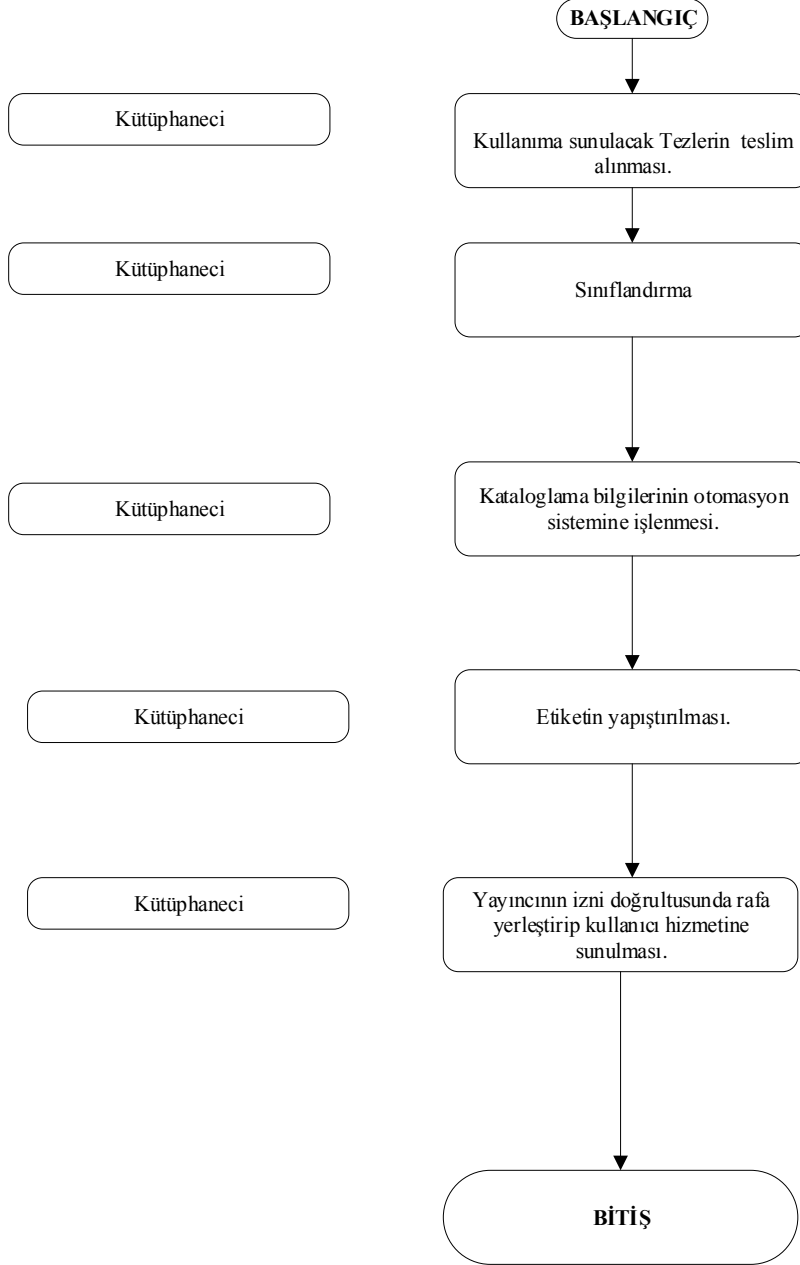 BAŞLANGIÇ
Kütüphaneci
Kullanıma sunulacak Tezlerin teslim
alınması.
Kütüphaneci
Sınıflandırma
Kütüphaneci
Kataloglama bilgilerinin otomasyon
sistemine işlenmesi.
Kütüphaneci
Etiketin yapıştırılması.
Kütüphaneci
Yayıncının izni doğrultusunda rafa
yerleştirip kullanıcı hizmetine
sunulması.
BİTİŞ